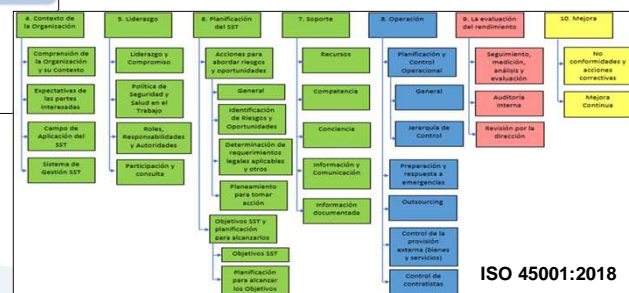 4. Contexto de
la Organización
Comprensión de
la Organización
y su Contexto
Expectativas de
las partes
Interesadas
Campo de
Aplicación del
SST
Sistema de
Gestión SST
5. Liderazgo
Liderazgo y
Compromiso
Política de
Seguridad y
Salud en el
Trabajo
Roles,
Responsabilidades
y Autoridades
Participación y
consulta
6. Planificación
del SST
Acciones para
abordar riesgos
y oportunidades
General
Identificación
de Riesgos y
Oportunidades
Determinación de
requerimientos
legales aplicables
y otros
Planeamiento
para tomar
acción
Objetivos SST y
planificación
para alcanzarlos
Objetivos SST
Planificación
para alcanzar
los Objetivos
7. Soporte
Recursos
Competencia
Conciencia
Información y
Comunicación
Información
documentada
8. Operación
Planificación y
Control
Operacional
General
Jerarquía de
Control
Preparación y
respuesta a
emergencias
Outsourcing
Control de la
provisión
externa (bienes
y servicios)
Control de
contratistas
9. La evaluación
del rendimiento
Seguimiento,
medición,
análisis y
evaluación
Auditoría
interna
Revisión por la
dirección
10. Mejora
No
conformidades y
acciones
correctivas
Mejora
Continua
ISO 45001:2018